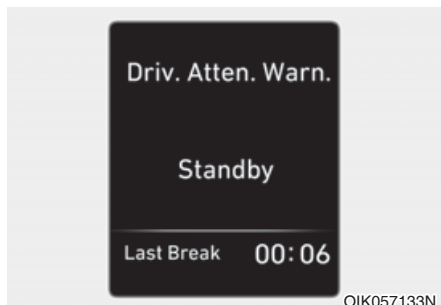 Driv. Atten. Warn.
Standby
Last Break 00:06
OIK057133N